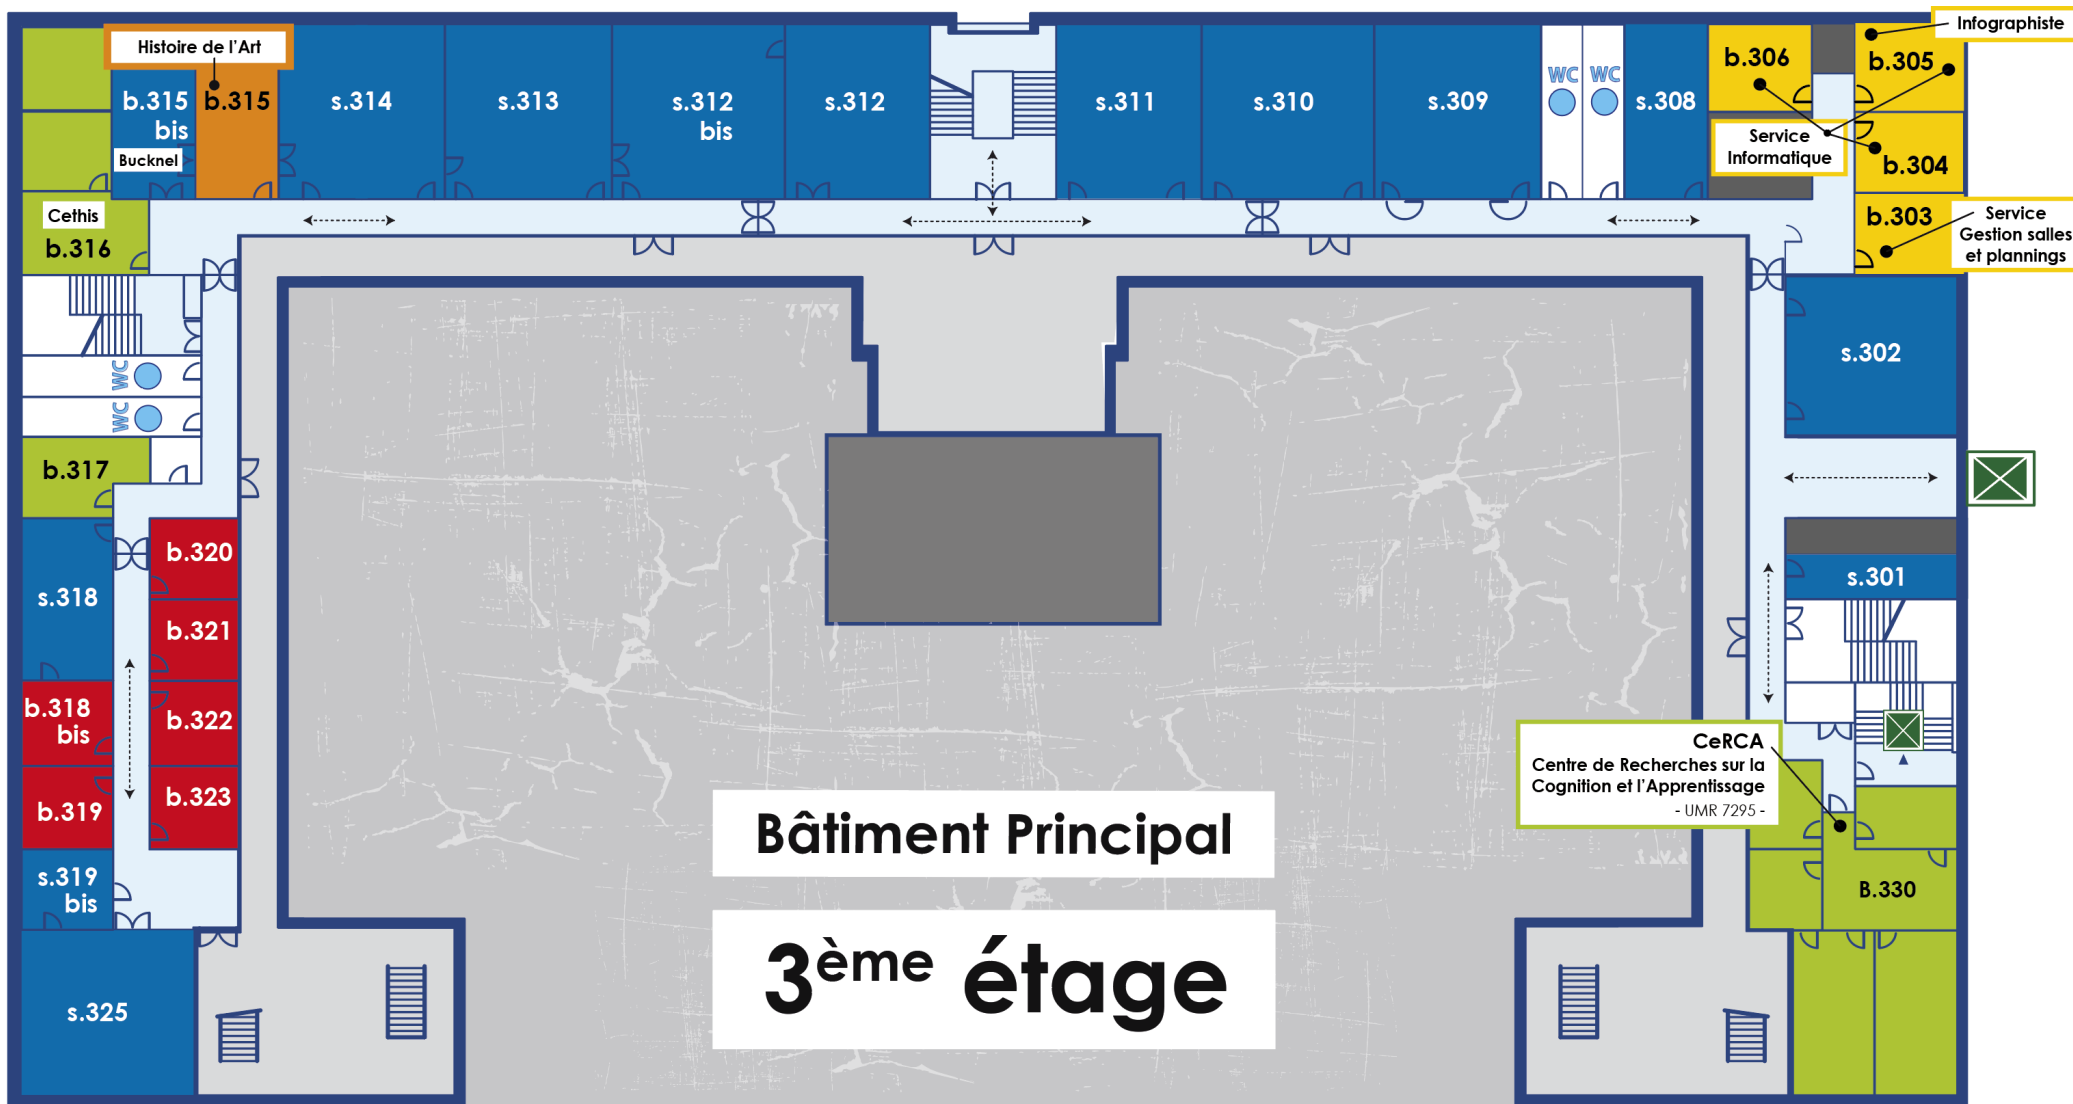 Histoire de l'Art
Infographiste
b.315
bis
Bucknel
b.315
s.314
s.313
s.312
bis
s.312
s.311
s.310
s.309
WC
WC
s.308
b.306
b.305
Service
Informatique
b.304
b.303
Service
Gestion salles
et plannings
Cethis
b.316
s.302
WC
WC
b.317
s.318
b.320
b.321
b.318
bis
b.322
b.319
b.323
s.319
bis
s.325
s.301
CeRCA
Centre de Recherches sur la
Cognition et l'Apprentissage
- UMR 7295 -
B.330
Bâtiment Principal
3ème étage